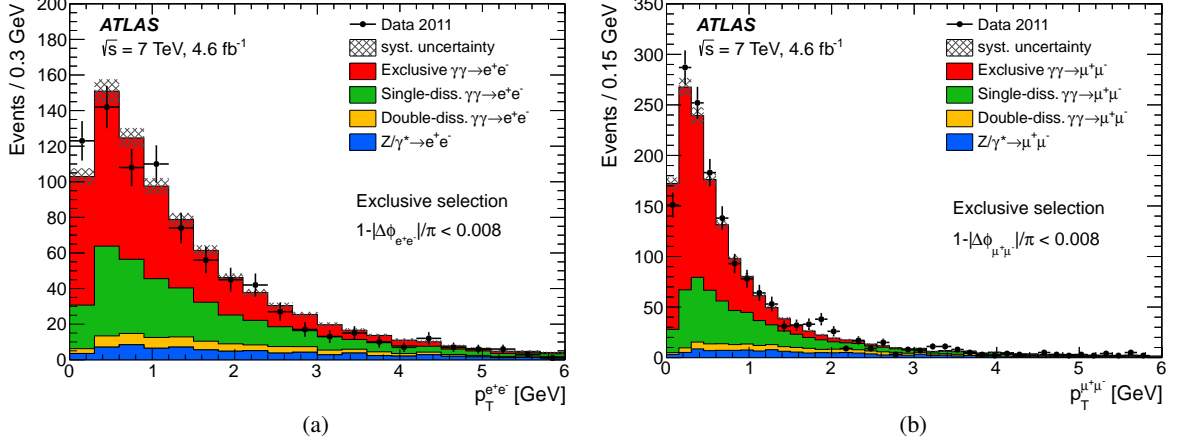 ATLAS
√s = 7 TeV, 4.6 fb-1
Data 2011
syst. uncertainty
Exclusive γγ→e+e-
Single-diss. γγ→e+e-
Double-diss. γγ→e+e-
Z/γ*→e+e-
Exclusive selection
1-|Δϕe+e-|/π < 0.008
Events / 0.3 GeV
200
180
160
140
120
100
80
60
40
20
0
0 1 2 3 4 5 6
pTe+e- [GeV]
(a)
ATLAS
√s = 7 TeV, 4.6 fb-1
Data 2011
syst. uncertainty
Exclusive γγ→μ+μ-
Single-diss. γγ→μ+μ-
Double-diss. γγ→μ+μ-
Z/γ*→μ+μ-
Exclusive selection
1-|Δϕμ+μ-|/π < 0.008
Events / 0.15 GeV
350
300
250
200
150
100
50
0
0 1 2 3 4 5 6
pTμ+μ- [GeV]
(b)